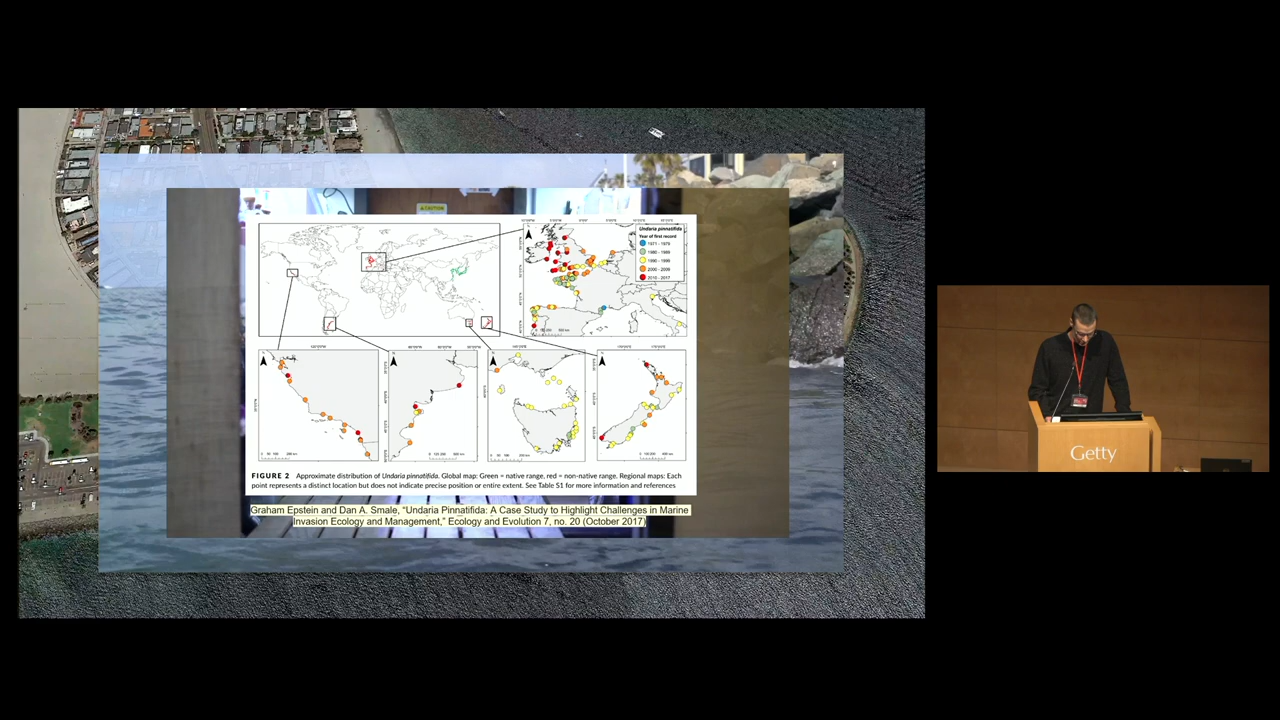 CAUTION
Undaria pinnatifida
Year of first record
1971 - 1979
1980 - 1989
1990 - 1999
2000 - 2009
2010 - 2017
FIGURE 2 Approximate distribution of Undaria pinnatifida. Global map: Green = native range, red = non-native range. Regional maps: Each
point represents a distinct location but does not indicate precise position or entire extent. See Table S1 for more information and references
Graham Epstein and Dan A. Smale, “Undaria Pinnatifida: A Case Study to Highlight Challenges in Marine
Invasion Ecology and Management,” Ecology and Evolution 7, no. 20 (October 2017)
Getty